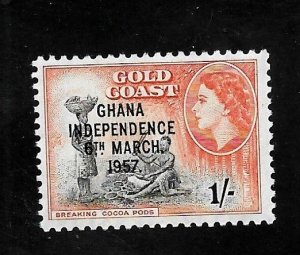 GOLD
COAST
GHANA
INDEPENDENCE
6TH MARCH,
1957.
1/-
BREAKING COCOA PODS